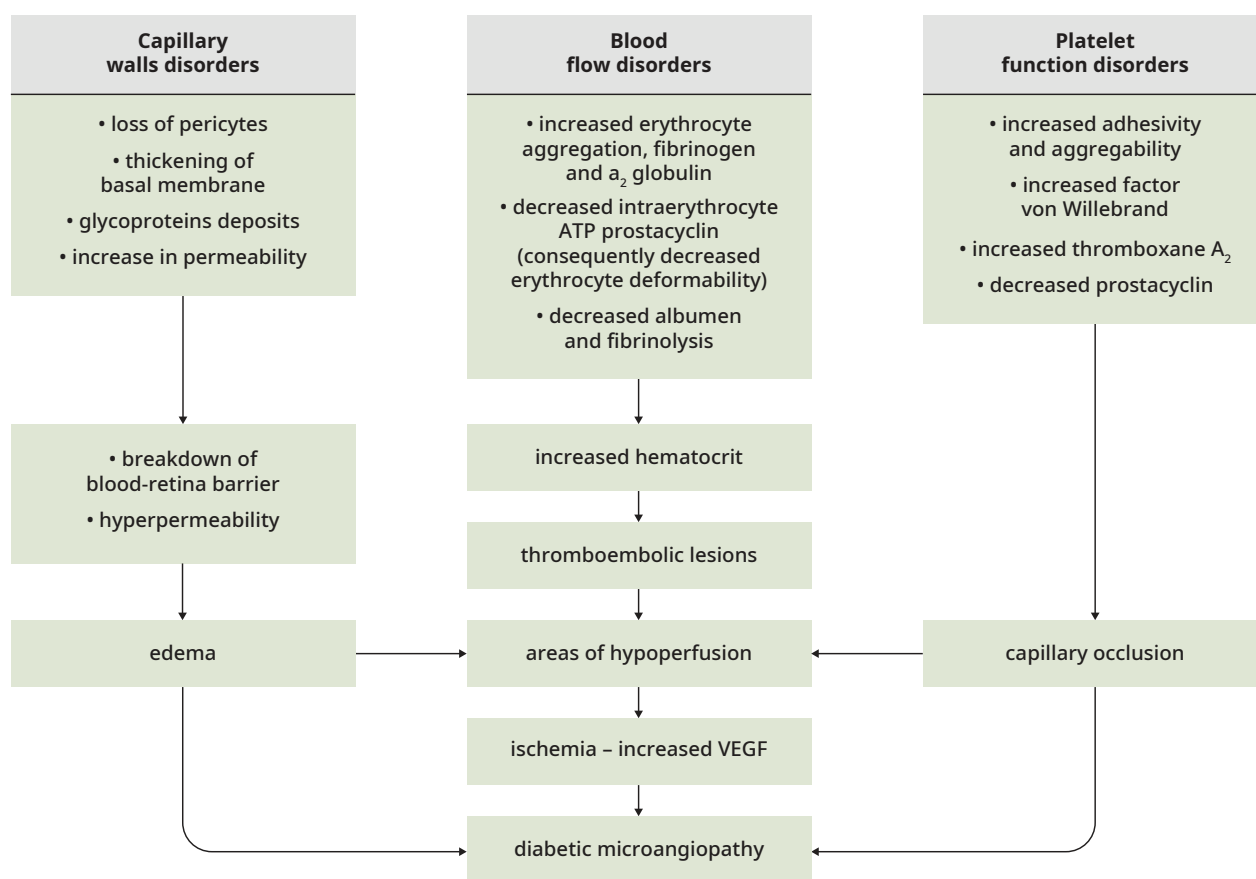 Capillary
walls disorders
• loss of pericytes
• thickening of
basal membrane
• glycoproteins deposits
• increase in permeability
• breakdown of
blood-retina barrier
• hyperpermeability
edema
Blood
flow disorders
• increased erythrocyte
aggregation, fibrinogen
and a₂ globulin
• decreased intraerythrocyte
ATP prostacyclin
(consequently decreased
erythrocyte deformability)
• decreased albumen
and fibrinolysis
increased hematocrit
thromboembolic lesions
areas of hypoperfusion
ischemia – increased VEGF
diabetic microangiopathy
Platelet
function disorders
• increased adhesivity
and aggregability
• increased factor
von Willebrand
• increased thromboxane A₂
• decreased prostacyclin
capillary occlusion